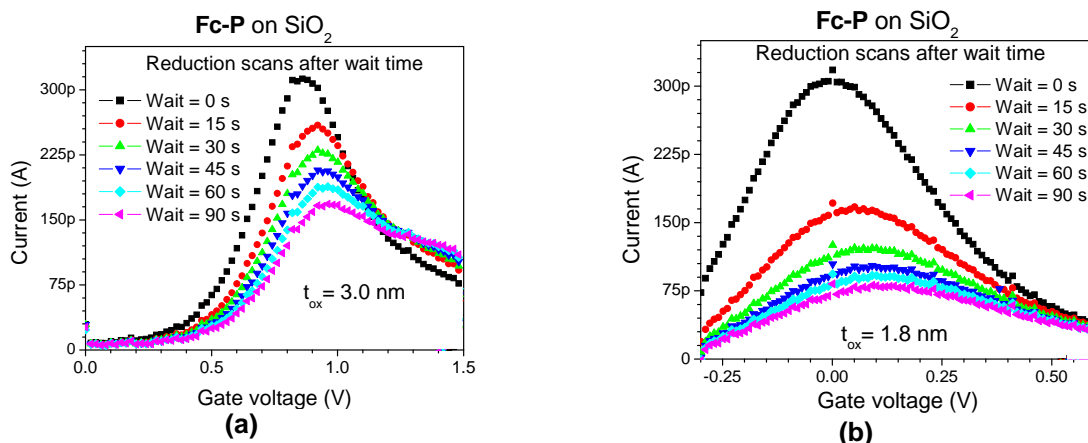 Fc-P on SiO2
Reduction scans after wait time
300p
225p
150p
75p
0
Current (A)
Wait = 0 s
Wait = 15 s
Wait = 30 s
Wait = 45 s
Wait = 60 s
Wait = 90 s
tox= 3.0 nm
0.0 0.5 1.0 1.5
Gate voltage (V)
(a)
Fc-P on SiO2
Reduction scans after wait time
300p
225p
150p
75p
0
Current (A)
Wait = 0 s
Wait = 15 s
Wait = 30 s
Wait = 45 s
Wait = 60 s
Wait = 90 s
tox= 1.8 nm
-0.25 0.00 0.25 0.50
Gate voltage (V)
(b)